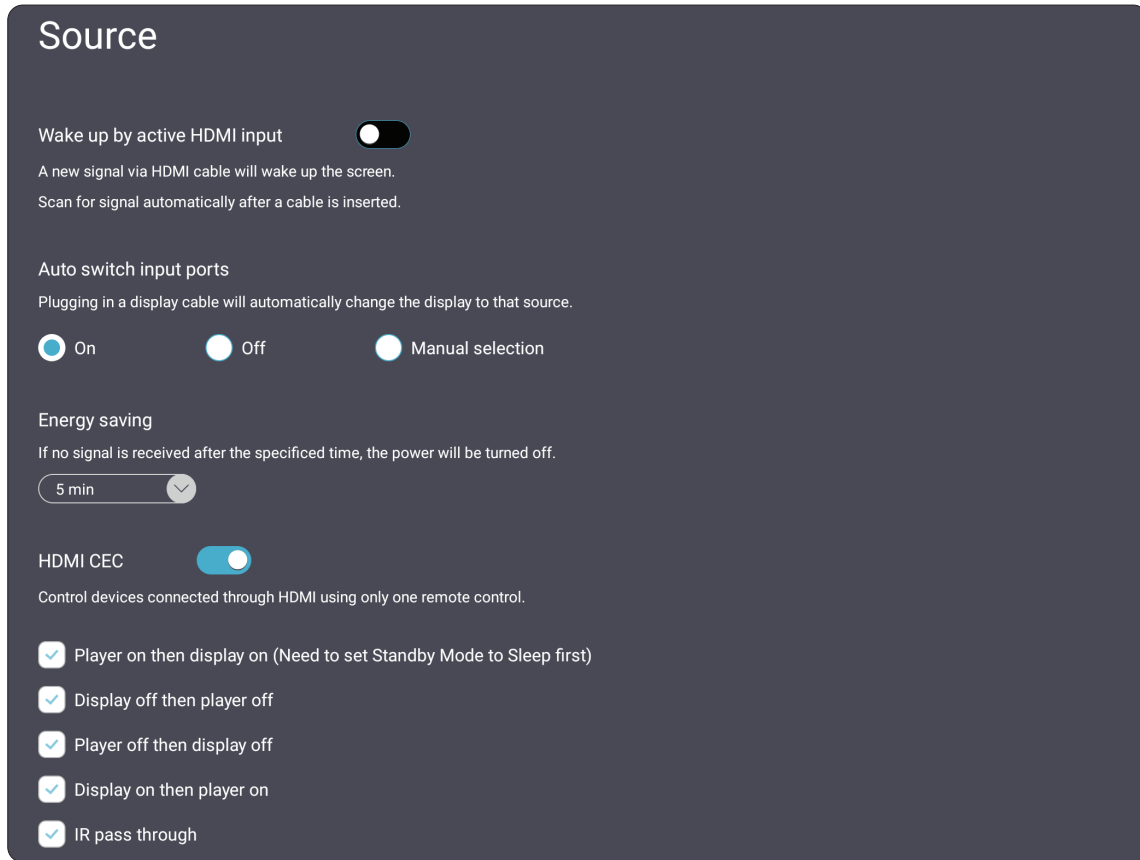 Source
Wake up by active HDMI input
A new signal via HDMI cable will wake up the screen.
Scan for signal automatically after a cable is inserted.
Auto switch input ports
Plugging in a display cable will automatically change the display to that source.
On Off Manual selection
Energy saving
If no signal is received after the specificed time, the power will be turned off.
5 min
HDMI CEC
Control devices connected through HDMI using only one remote control.
Player on then display on (Need to set Standby Mode to Sleep first)
Display off then player off
Player off then display off
Display on then player on
IR pass through